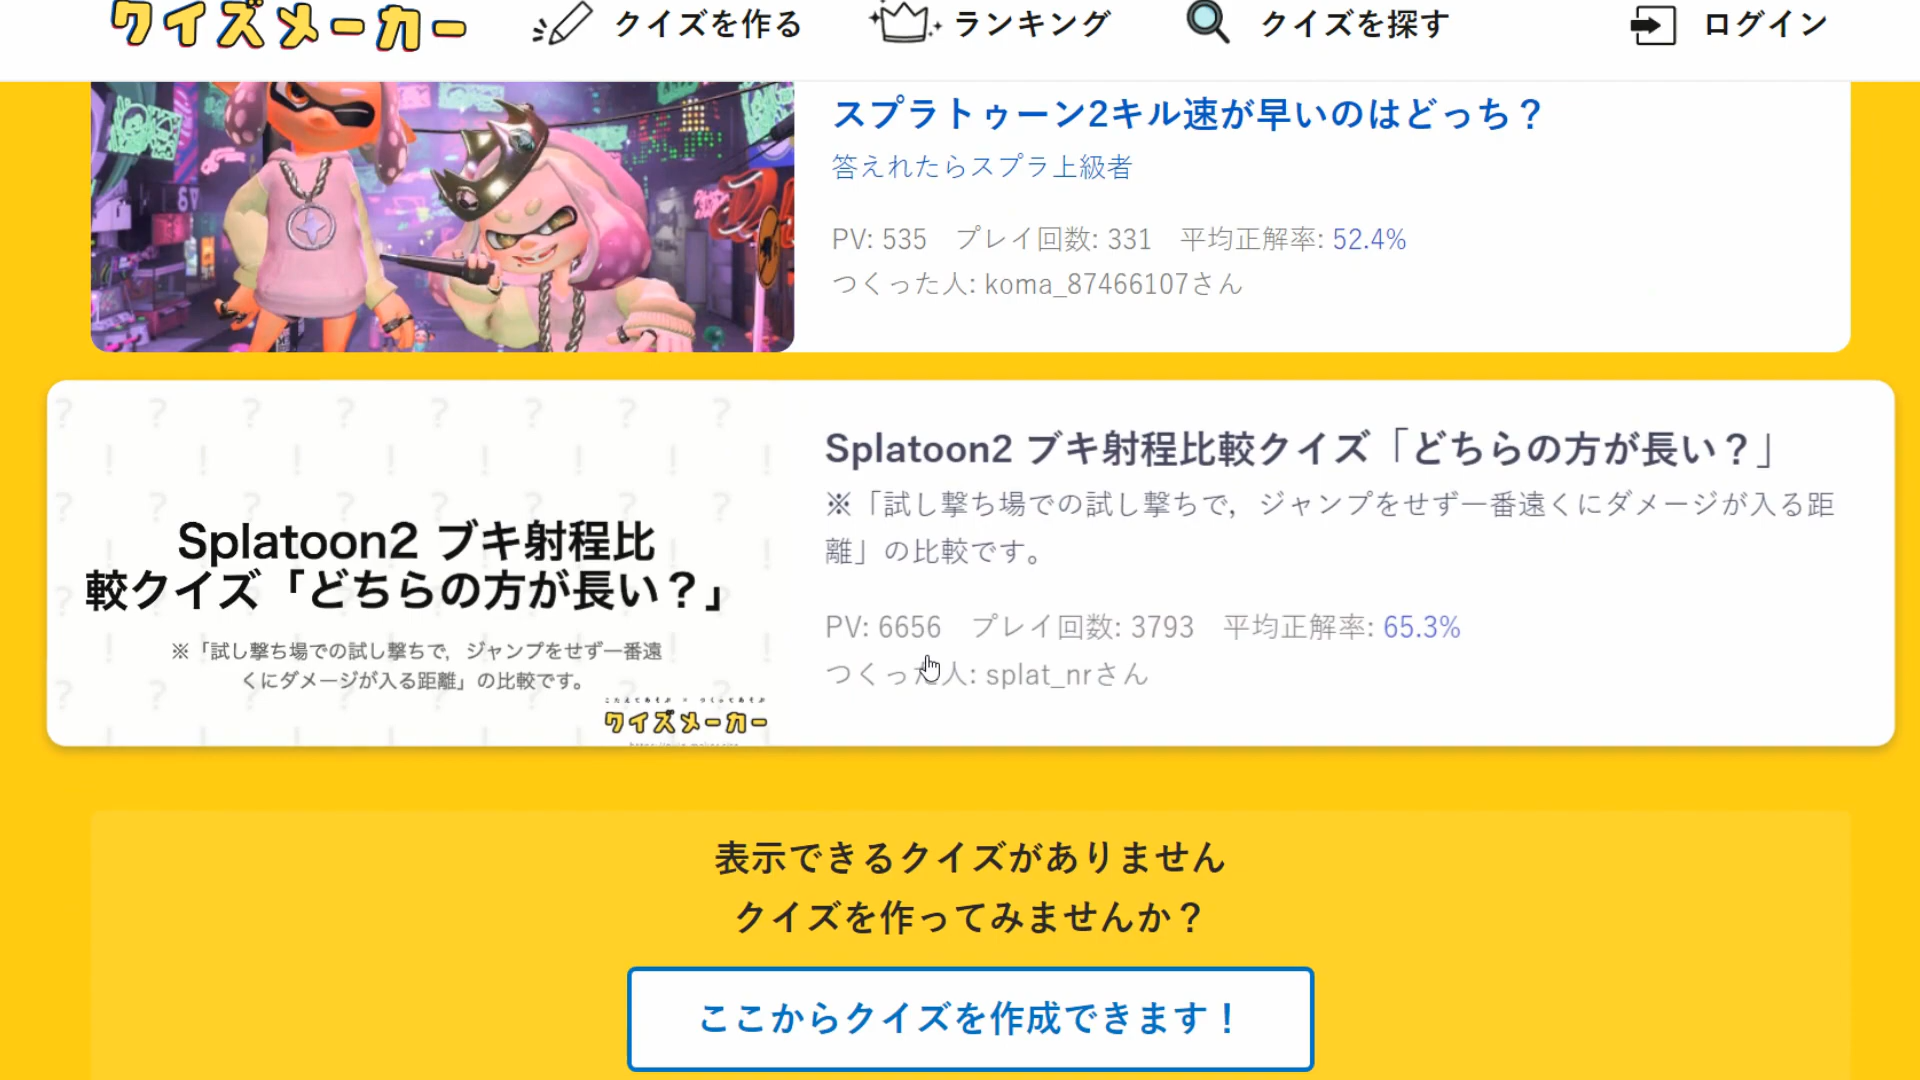 クイズメーカー
クイズを作る
ランキング
クイズを探す
ログイン
スプラトゥーン2キル速が早いのはどっち？
答えれたらスプラ上級者
PV: 535 プレイ回数: 331 平均正解率: 52.4%
つくった人: koma_87466107さん
Splatoon2 ブキ射程比
較クイズ「どちらの方が長い？」
※「試し撃ち場での試し撃ちで，ジャンプをせず一番遠
くにダメージが入る距離」の比較です。
こたえてあそぶ × つくってあそぶ
クイズメーカー
Splatoon2 ブキ射程比較クイズ「どちらの方が長い？」
※「試し撃ち場での試し撃ちで，ジャンプをせず一番遠くにダメージが入る距
離」の比較です。
PV: 6656 プレイ回数: 3793 平均正解率: 65.3%
つくった人: splat_nrさん
表示できるクイズがありません
クイズを作ってみませんか？
ここからクイズを作成できます！